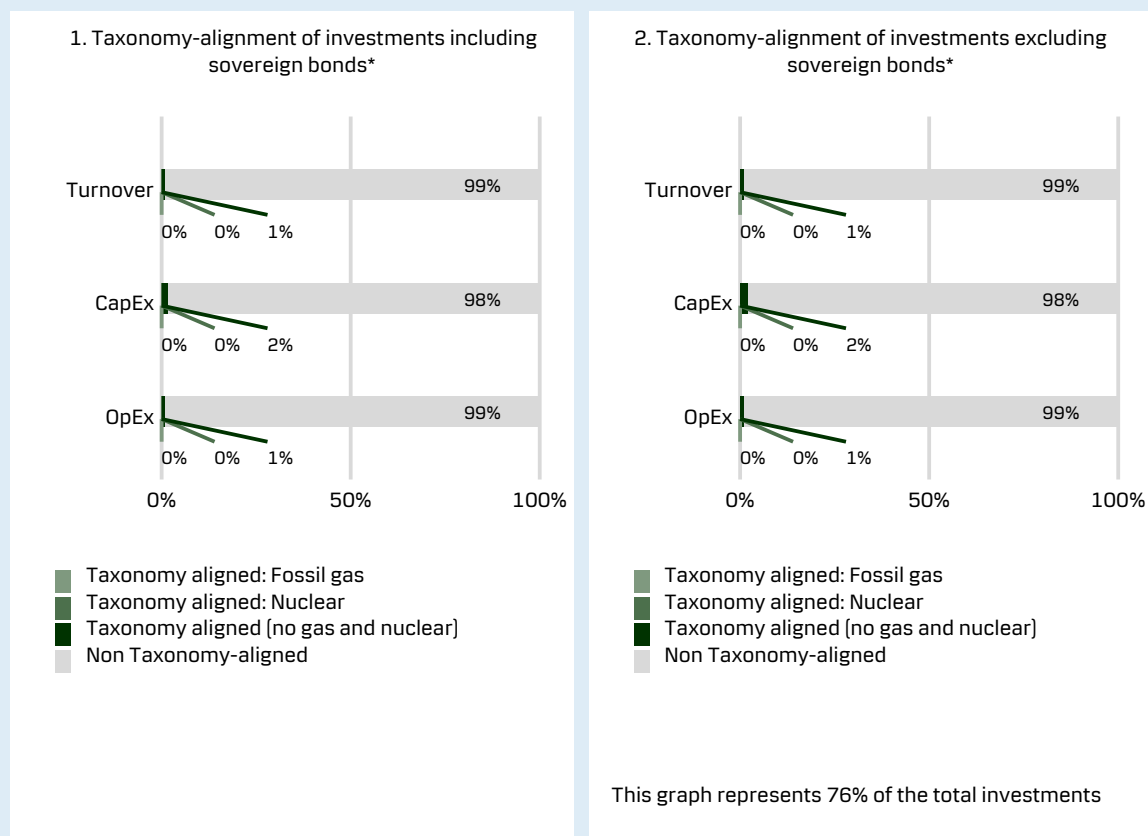 1. Taxonomy-alignment of investments including
sovereign bonds*
Turnover
99%
0% 0% 1%
CapEx
98%
0% 0% 2%
OpEx
99%
0% 0% 1%
0% 50% 100%
Taxonomy aligned: Fossil gas
Taxonomy aligned: Nuclear
Taxonomy aligned (no gas and nuclear)
Non Taxonomy-aligned
2. Taxonomy-alignment of investments excluding
sovereign bonds*
Turnover
99%
0% 0% 1%
CapEx
98%
0% 0% 2%
OpEx
99%
0% 0% 1%
0% 50% 100%
Taxonomy aligned: Fossil gas
Taxonomy aligned: Nuclear
Taxonomy aligned (no gas and nuclear)
Non Taxonomy-aligned
This graph represents 76% of the total investments